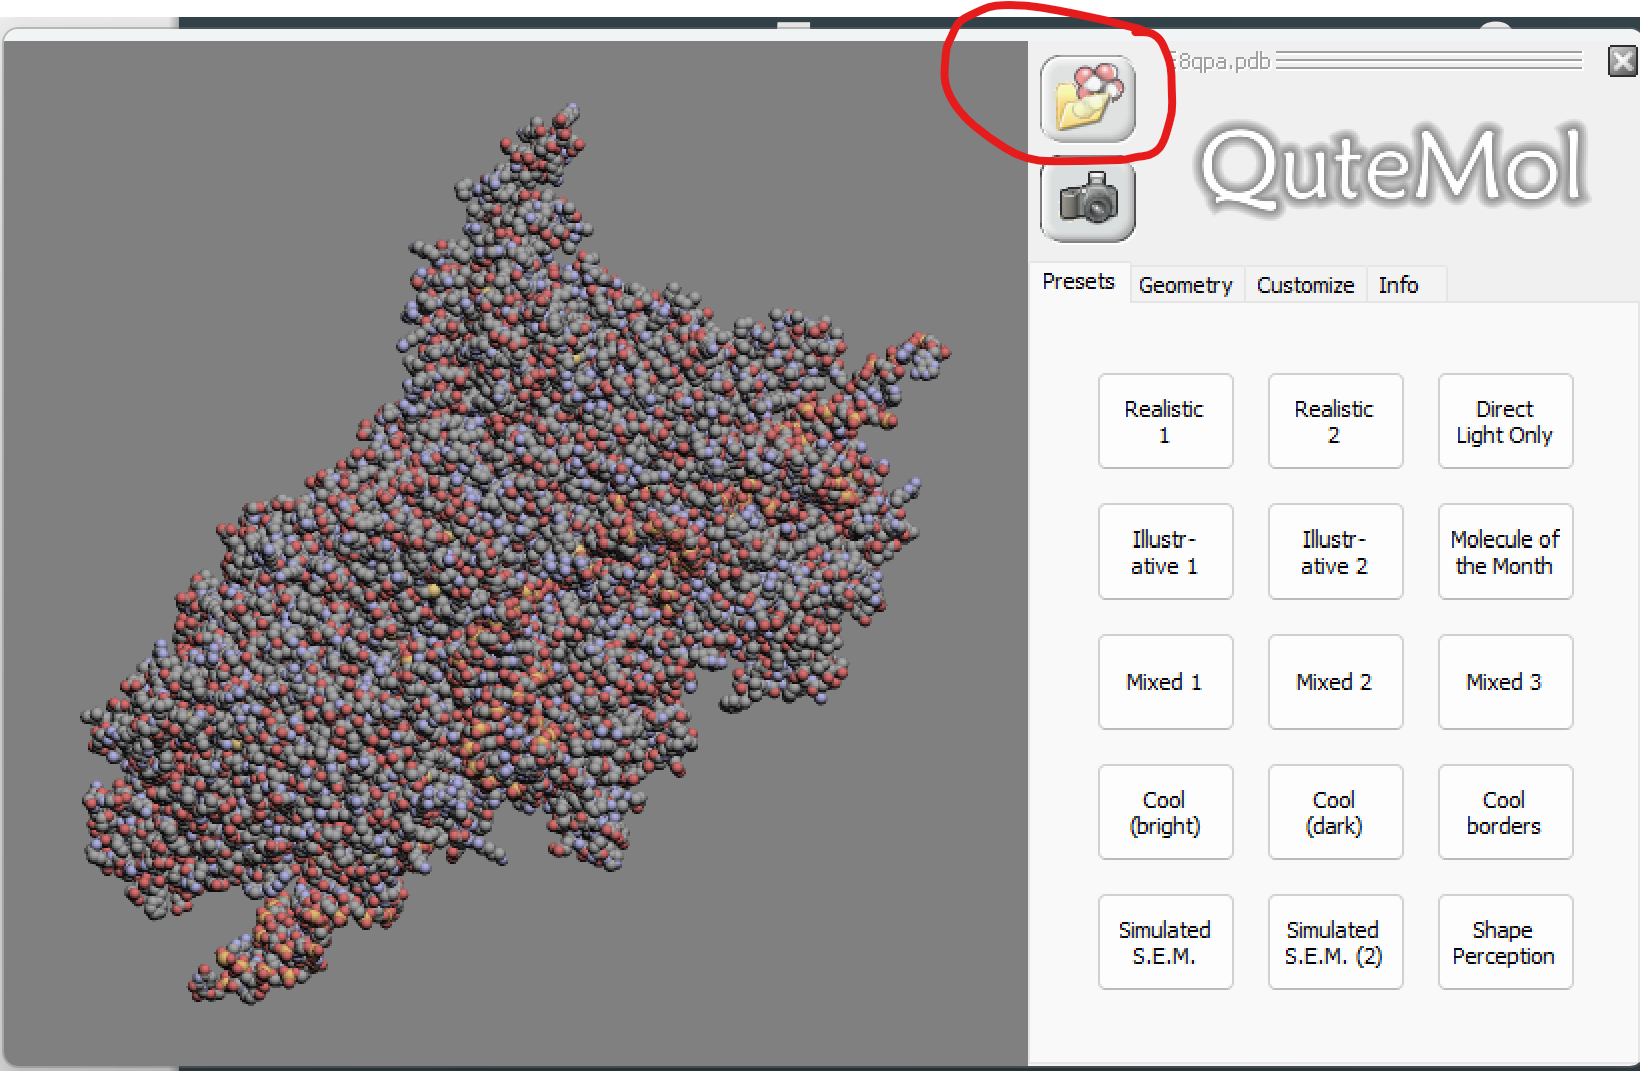 8qpa.pdb
QuteMol
Presets
Geometry
Customize
Info
Realistic
1
Realistic
2
Direct
Light Only
Illustr-
ative 1
Illustr-
ative 2
Molecule of
the Month
Mixed 1
Mixed 2
Mixed 3
Cool
(bright)
Cool
(dark)
Cool
borders
Simulated
S.E.M.
Simulated
S.E.M. (2)
Shape
Perception